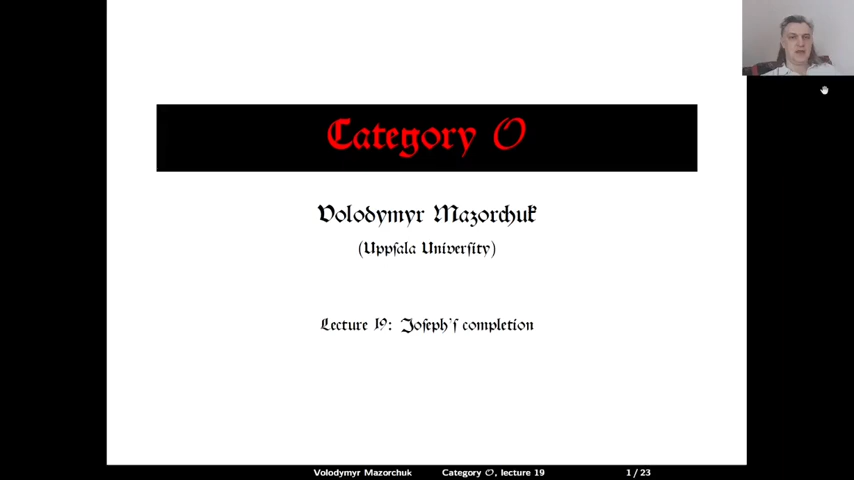 Category O
Volodymyr Mazorchuk
(Uppsala University)
Lecture 19: Joseph's completion
Volodymyr Mazorchuk Category O, lecture 19 1 / 23